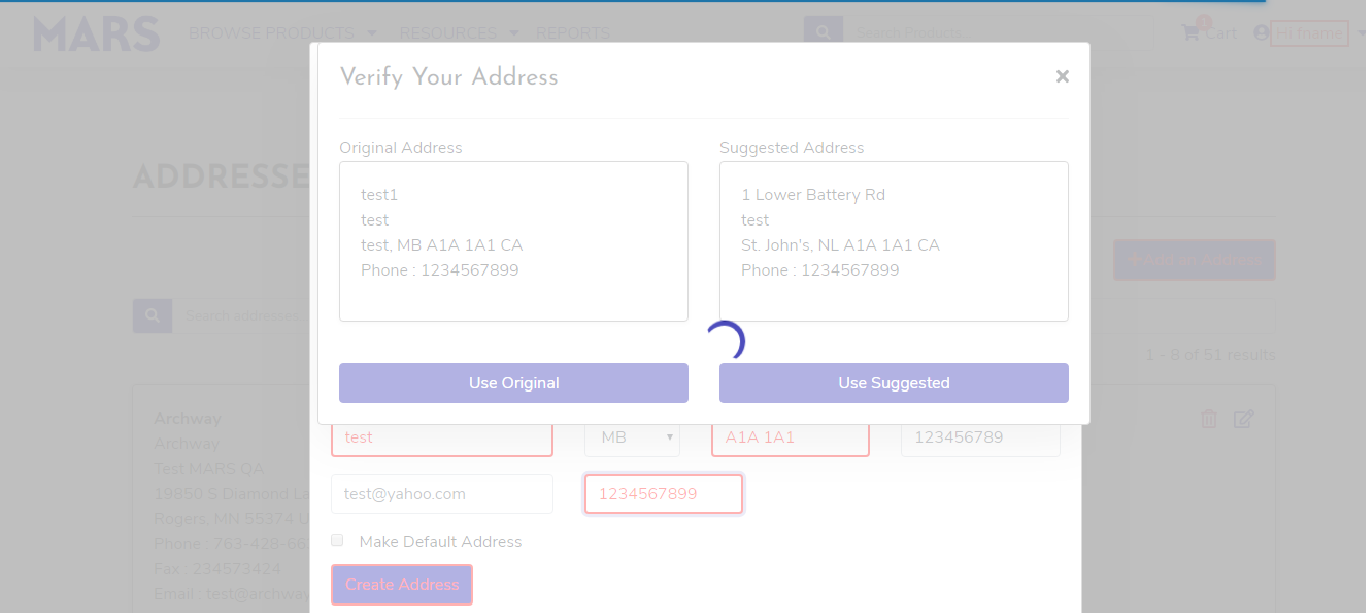 MARS
BROWSE PRODUCTS
RESOURCES
REPORTS
Search Products...
1
Cart
Hi fname
Verify Your Address
Original Address
Suggested Address
test1
test
test, MB A1A 1A1 CA
Phone : 1234567899
1 Lower Battery Rd
test
St. John's, NL A1A 1A1 CA
Phone : 1234567899
Use Original
Use Suggested
ADDRESSE
Search addresses..
1 - 8 of 51 results
Archway
Archway
Test MARS QA
19850 S Diamond La
Rogers, MN 55374 U
Phone : 763-428-66
Fax : 234573424
Email : test@archway
test
MB
A1A 1A1
123456789
test@yahoo.com
1234567899
Make Default Address
Create Address